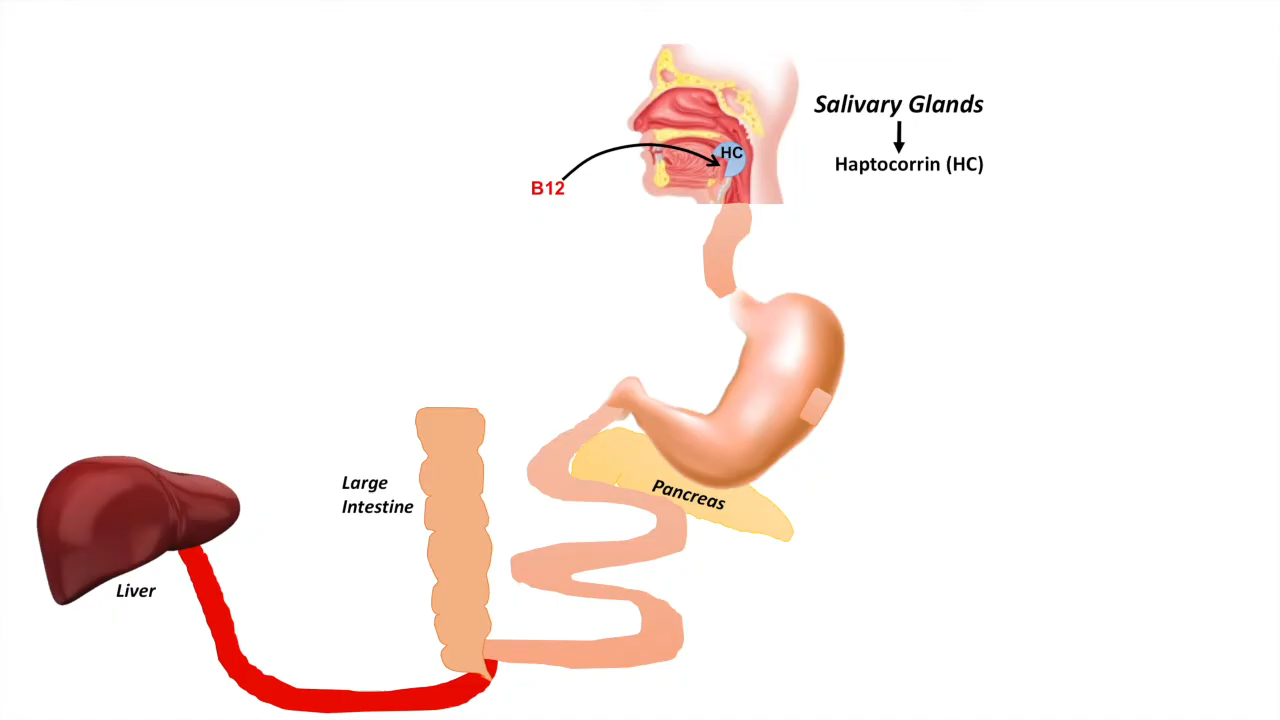 Salivary Glands
HC
Haptocorrin (HC)
B12
Large
Intestine
Pancreas
Liver